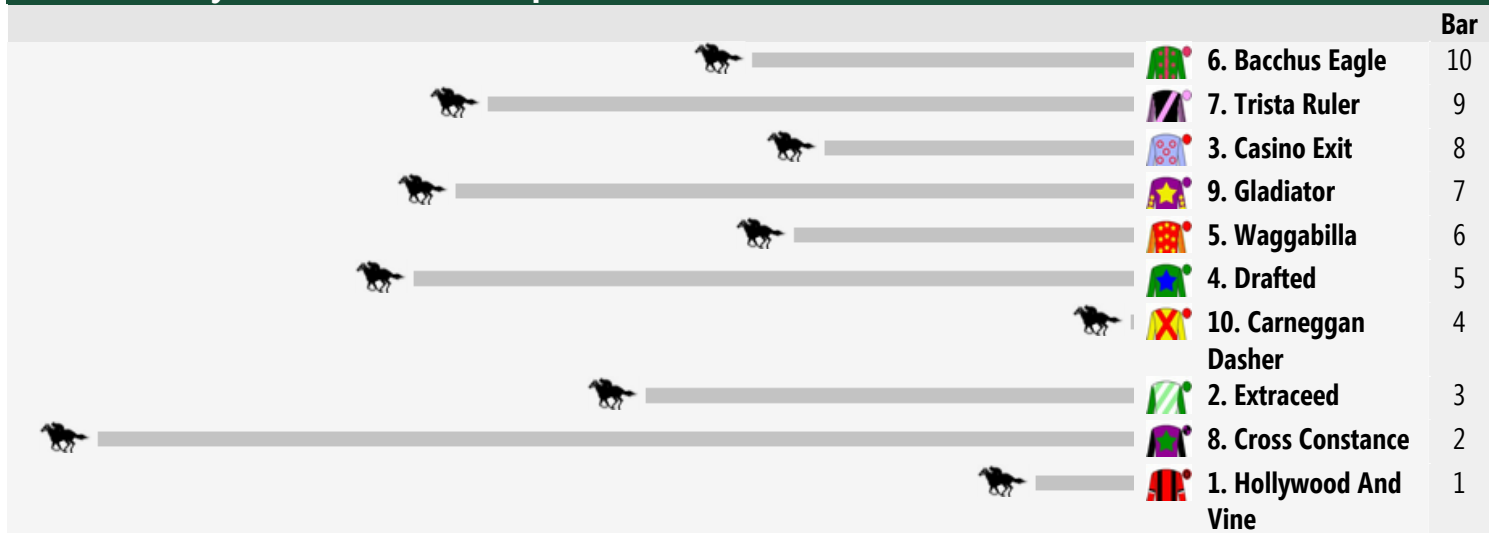 Bar
6. Bacchus Eagle 10
7. Trista Ruler 9
3. Casino Exit 8
9. Gladiator 7
5. Waggabilla 6
4. Drafted 5
10. Carneggan 4
Dasher
2. Extraceed 3
8. Cross Constance 2
1. Hollywood And 1
Vine